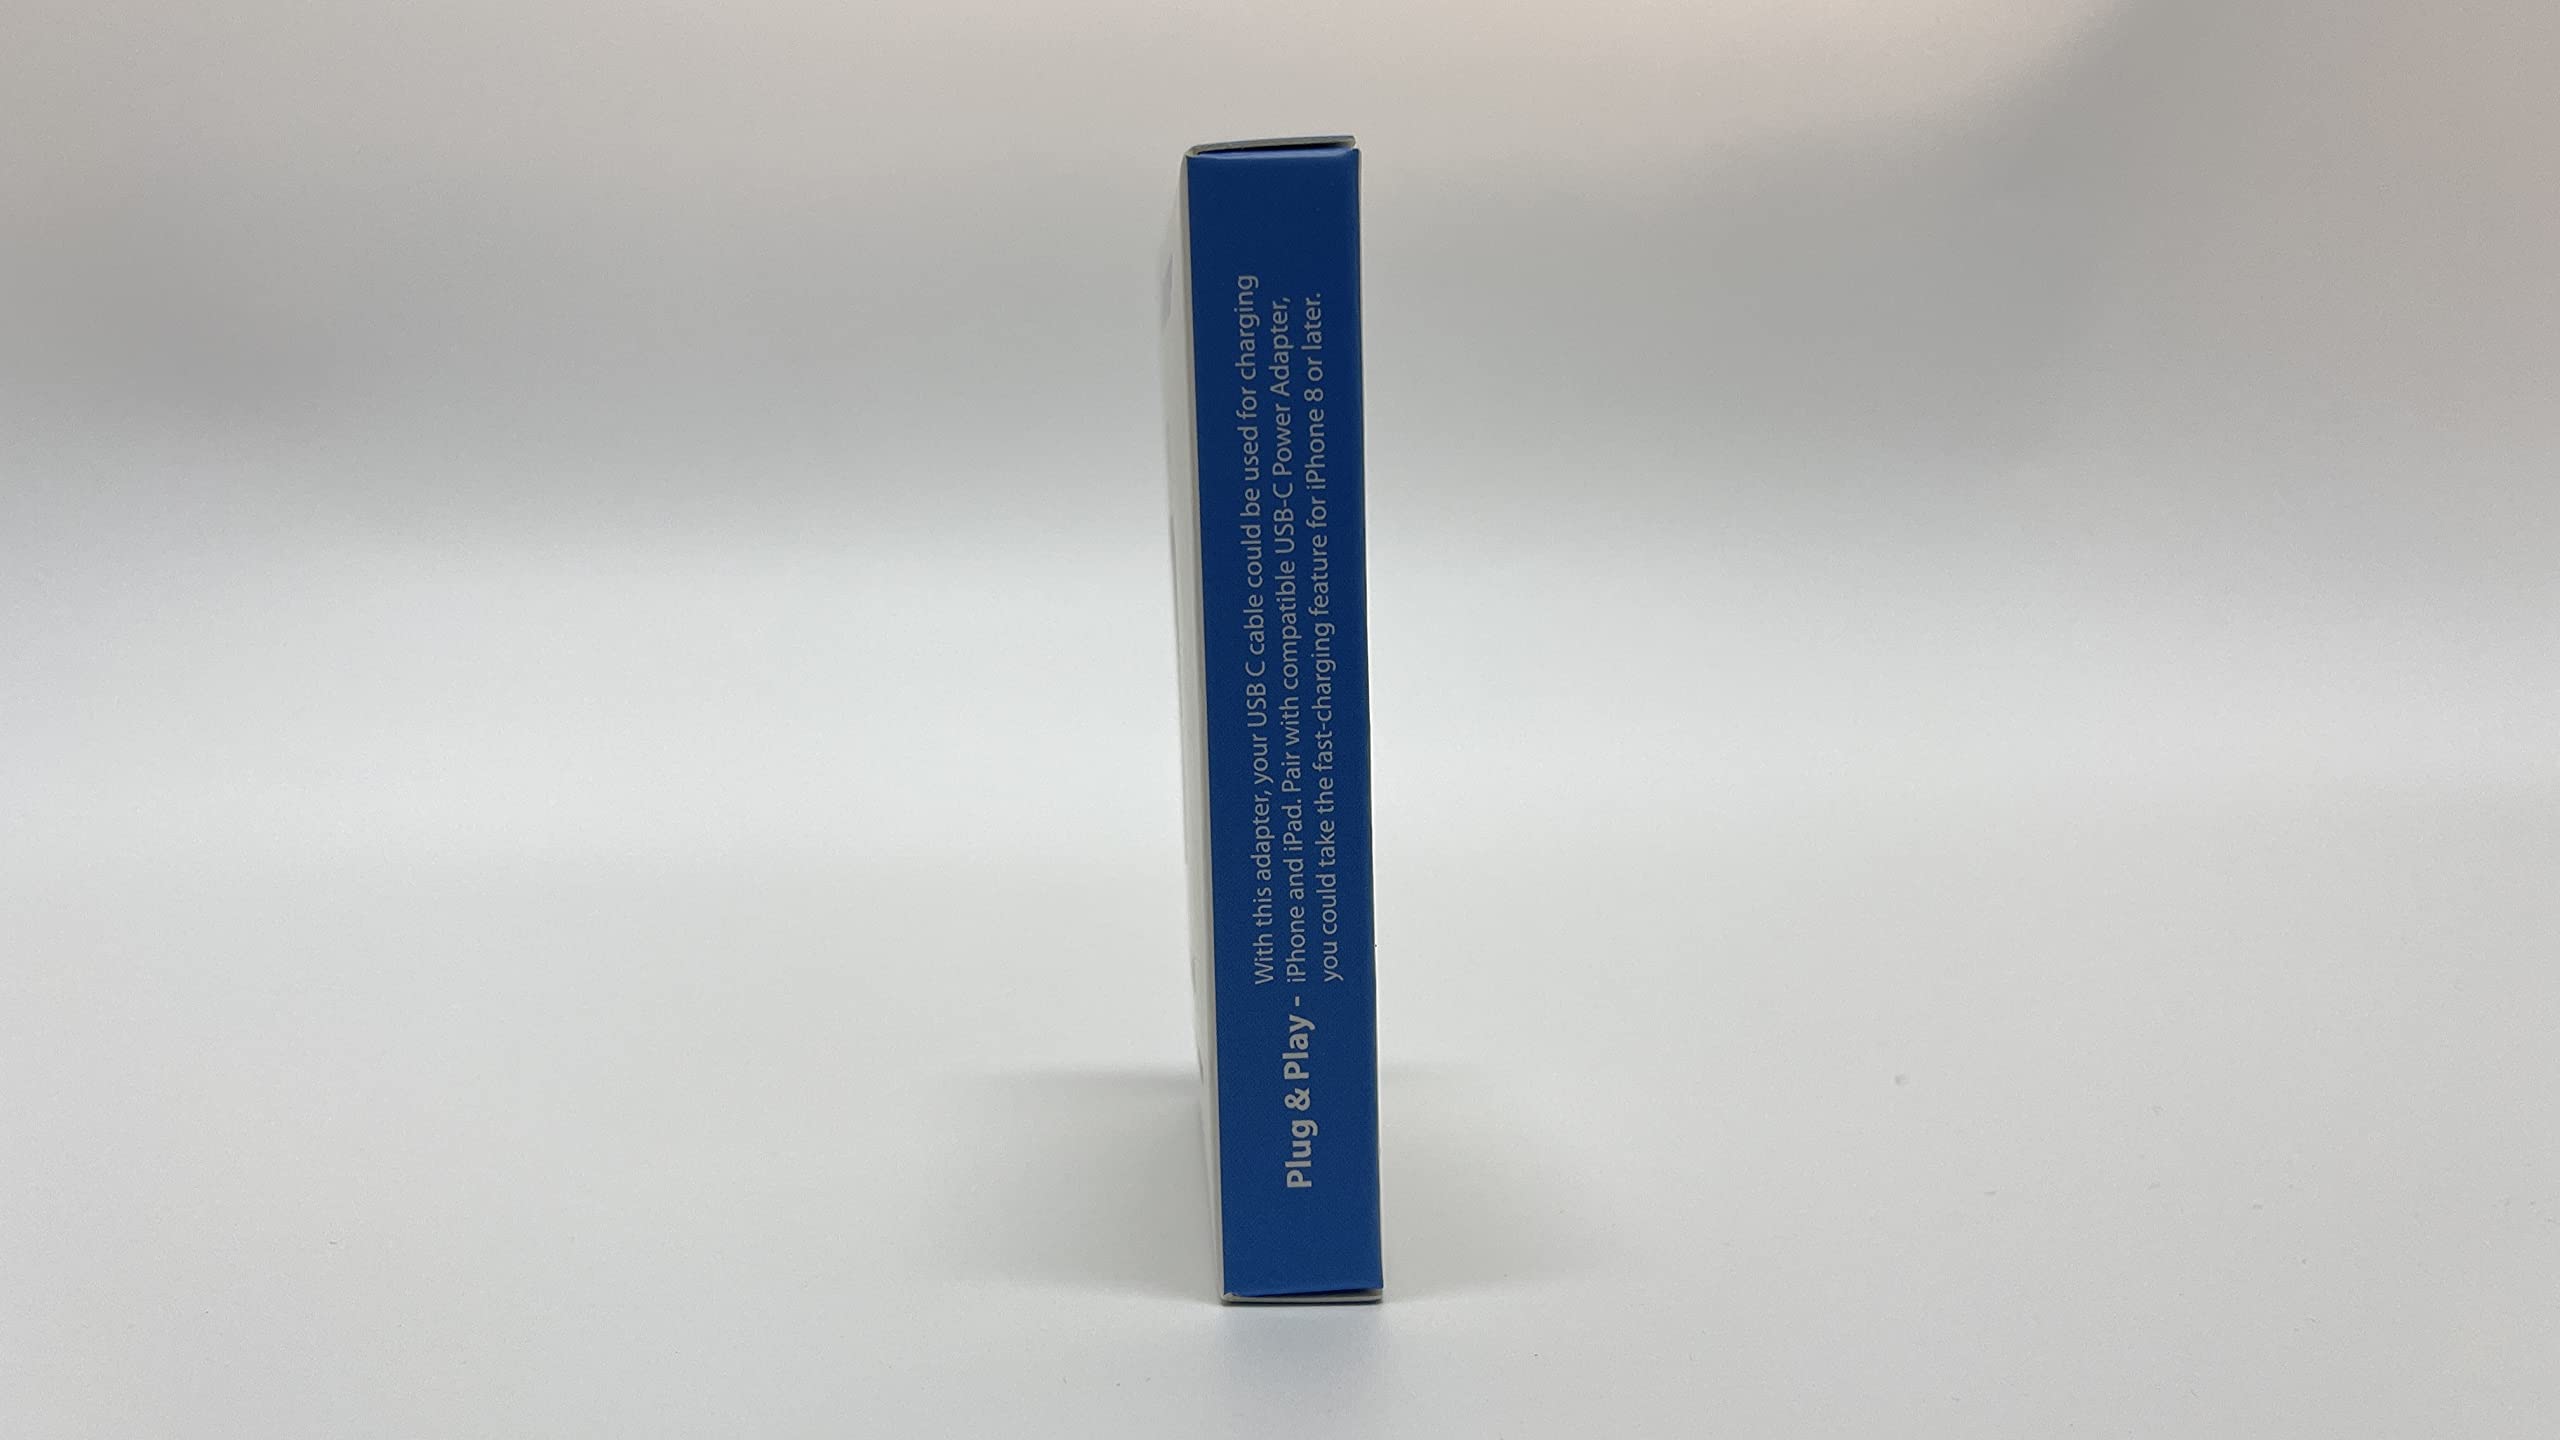 Plug & Play -
With this adapter, your USB C cable could be used for charging
iPhone and iPad. Pair with compatible USB-C Power Adapter,
you could take the fast-charging feature for iPhone 8 or later.